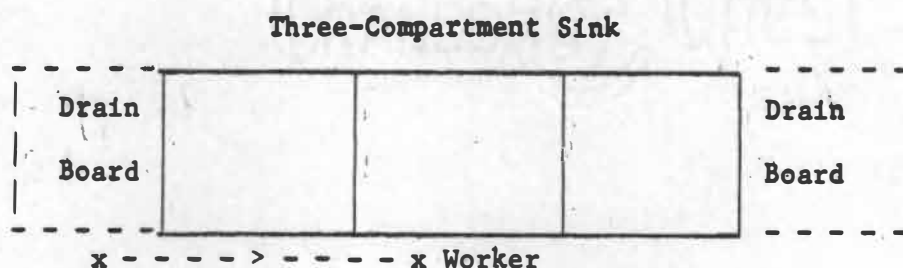 Three-Compartment Sink
Drain
Drain
Board
Board
x - - - - > - - - - x Worker